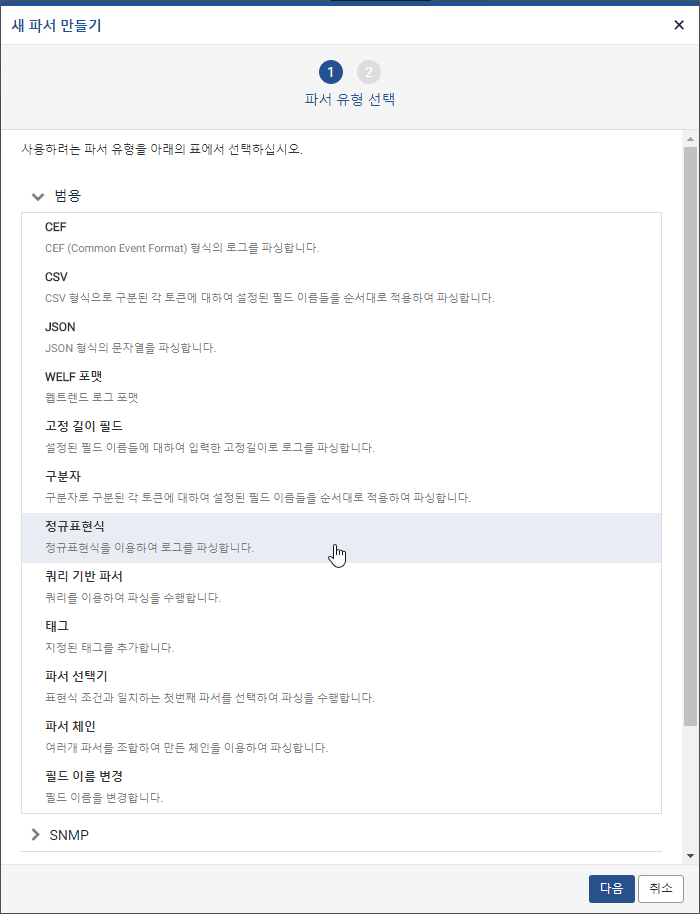 새 파서 만들기
1
2
파서 유형 선택
사용하려는 파서 유형을 아래의 표에서 선택하십시오.
범용
CEF
CEF (Common Event Format) 형식의 로그를 파싱합니다.
CSV
CSV 형식으로 구분된 각 토큰에 대하여 설정된 필드 이름들을 순서대로 적용하여 파싱합니다.
JSON
JSON 형식의 문자열을 파싱합니다.
WELF 포맷
웹트렌드 로그 포맷
고정 길이 필드
설정된 필드 이름들에 대하여 입력한 고정길이로 로그를 파싱합니다.
구분자
구분자로 구분된 각 토큰에 대하여 설정된 필드 이름들을 순서대로 적용하여 파싱합니다.
정규표현식
정규표현식을 이용하여 로그를 파싱합니다.
쿼리 기반 파서
쿼리를 이용하여 파싱을 수행합니다.
태그
지정된 태그를 추가합니다.
파서 선택기
표현식 조건과 일치하는 첫번째 파서를 선택하여 파싱을 수행합니다.
파서 체인
여러개 파서를 조합하여 만든 체인을 이용하여 파싱합니다.
필드 이름 변경
필드 이름을 변경합니다.
SNMP
다음
취소